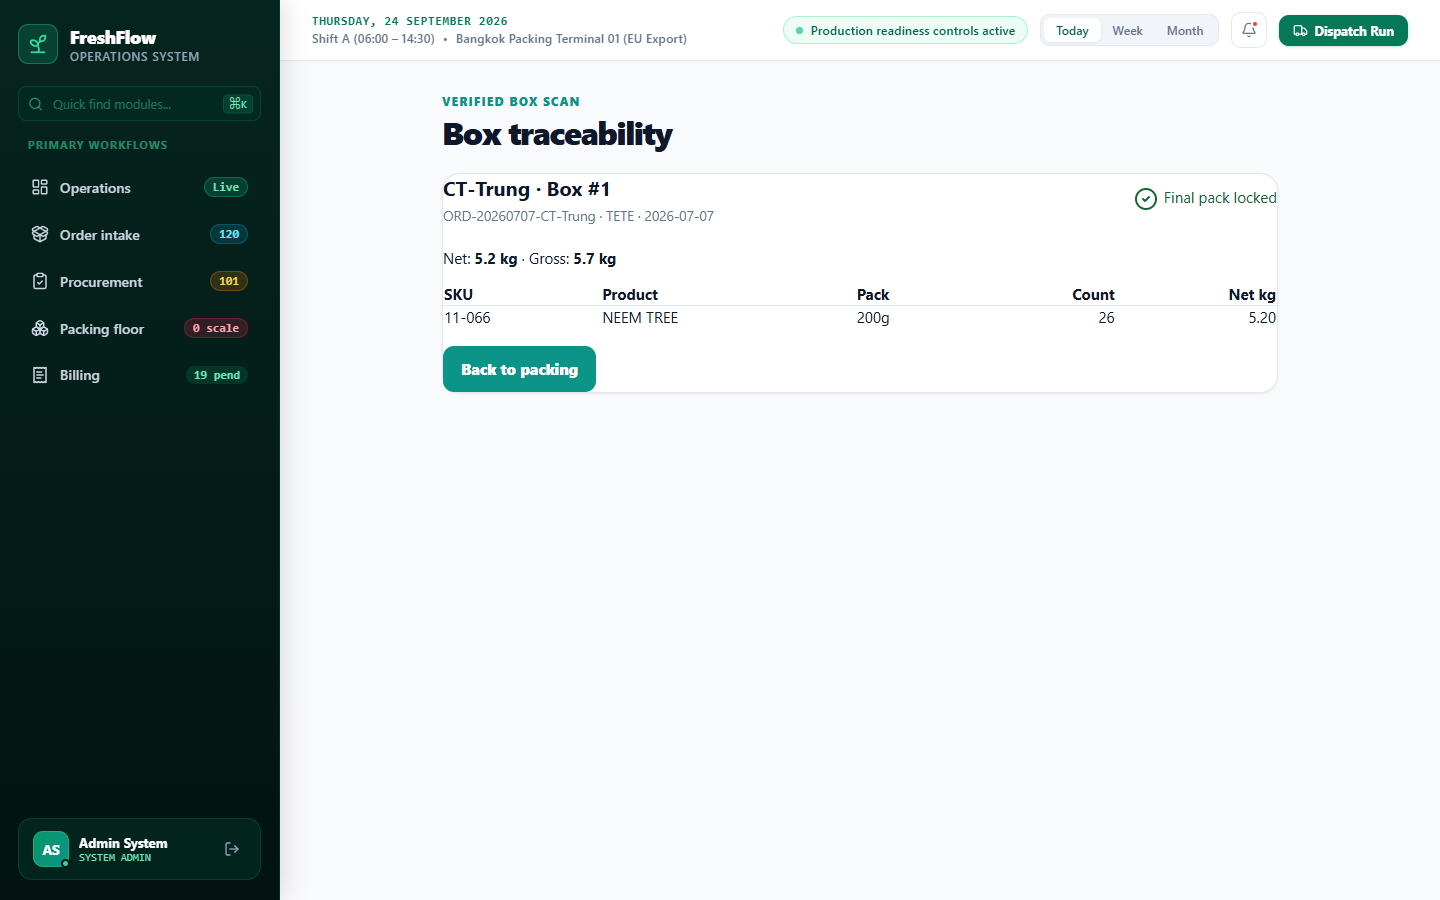 FreshFlow
OPERATIONS SYSTEM
Quick find modules...
⌘K
PRIMARY WORKFLOWS
Operations
Live
Order intake
120
Procurement
101
Packing floor
0 scale
Billing
19 pend
AS
Admin System
SYSTEM ADMIN
THURSDAY, 24 SEPTEMBER 2026
Shift A (06:00 – 14:30) • Bangkok Packing Terminal 01 (EU Export)
Production readiness controls active
Today Week Month
Dispatch Run
VERIFIED BOX SCAN
Box traceability
CT-Trung · Box #1
ORD-20260707-CT-Trung · TETE · 2026-07-07
Final pack locked
Net: 5.2 kg · Gross: 5.7 kg
SKU Product Pack Count Net kg
11-066 NEEM TREE 200g 26 5.20
Back to packing